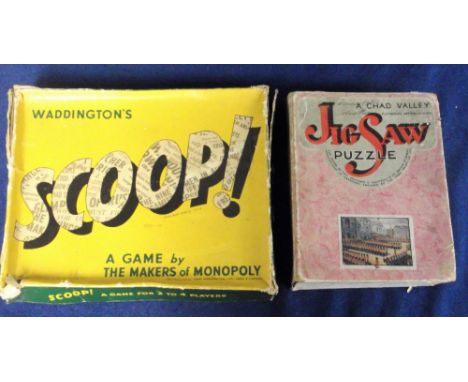 WADDINGTON'S
SCOOP!
A GAME by
THE MAKERS of MONOPOLY
SCOOP! A GAME FOR 2 TO 4 PLAYERS
A CHAD VALLEY
JIG SAW
PUZZLE